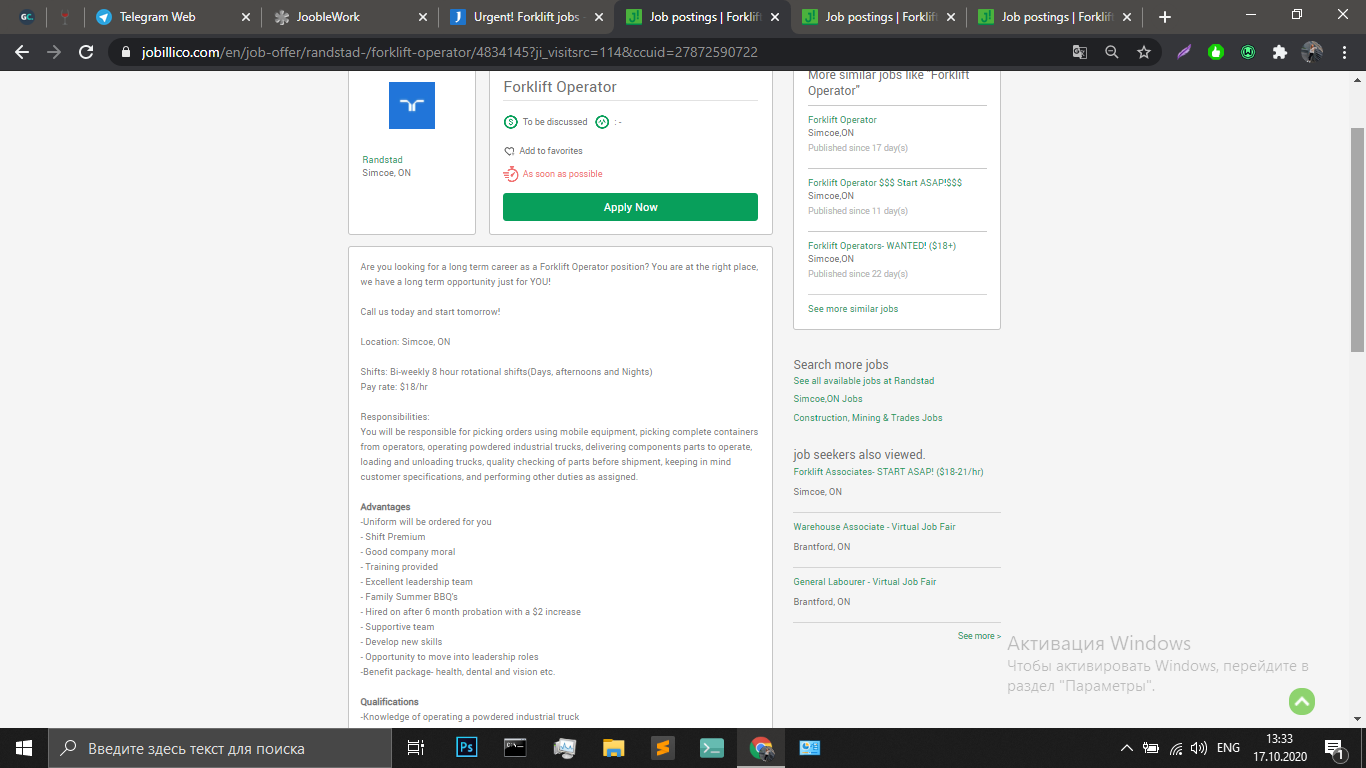 GC.
Telegram Web
JoobleWork
Urgent! Forklift jobs -
Job postings | Forklift
Job postings | Forklift
Job postings | Forklift
jobillico.com/en/job-offer/randstad-/forklift-operator/4834145?ji_visitsrc=114&ccuid=27872590722
Randstad
Simcoe, ON
Forklift Operator
To be discussed
: -
Add to favorites
As soon as possible
Apply Now
Are you looking for a long term career as a Forklift Operator position? You are at the right place,
we have a long term opportunity just for YOU!
Call us today and start tomorrow!
Location: Simcoe, ON
Shifts: Bi-weekly 8 hour rotational shifts(Days, afternoons and Nights)
Pay rate: $18/hr
Responsibilities:
You will be responsible for picking orders using mobile equipment, picking complete containers
from operators, operating powdered industrial trucks, delivering components parts to operate,
loading and unloading trucks, quality checking of parts before shipment, keeping in mind
customer specifications, and performing other duties as assigned.
Advantages
-Uniform will be ordered for you
- Shift Premium
- Good company moral
- Training provided
- Excellent leadership team
- Family Summer BBQ's
- Hired on after 6 month probation with a $2 increase
- Supportive team
- Develop new skills
- Opportunity to move into leadership roles
-Benefit package- health, dental and vision etc.
Qualifications
-Knowledge of operating a powdered industrial truck
More similar jobs like "Forklift
Operator"
Forklift Operator
Simcoe,ON
Published since 17 day(s)
Forklift Operator $$$ Start ASAP!$$$
Simcoe,ON
Published since 11 day(s)
Forklift Operators- WANTED! ($18+)
Simcoe,ON
Published since 22 day(s)
See more similar jobs
Search more jobs
See all available jobs at Randstad
Simcoe,ON Jobs
Construction, Mining & Trades Jobs
job seekers also viewed.
Forklift Associates- START ASAP! ($18-21/hr)
Simcoe, ON
Warehouse Associate - Virtual Job Fair
Brantford, ON
General Labourer - Virtual Job Fair
Brantford, ON
See more >
Активация Windows
Чтобы активировать Windows, перейдите в
раздел "Параметры".
Введите здесь текст для поиска
Ps
ENG
13:33
17.10.2020
1